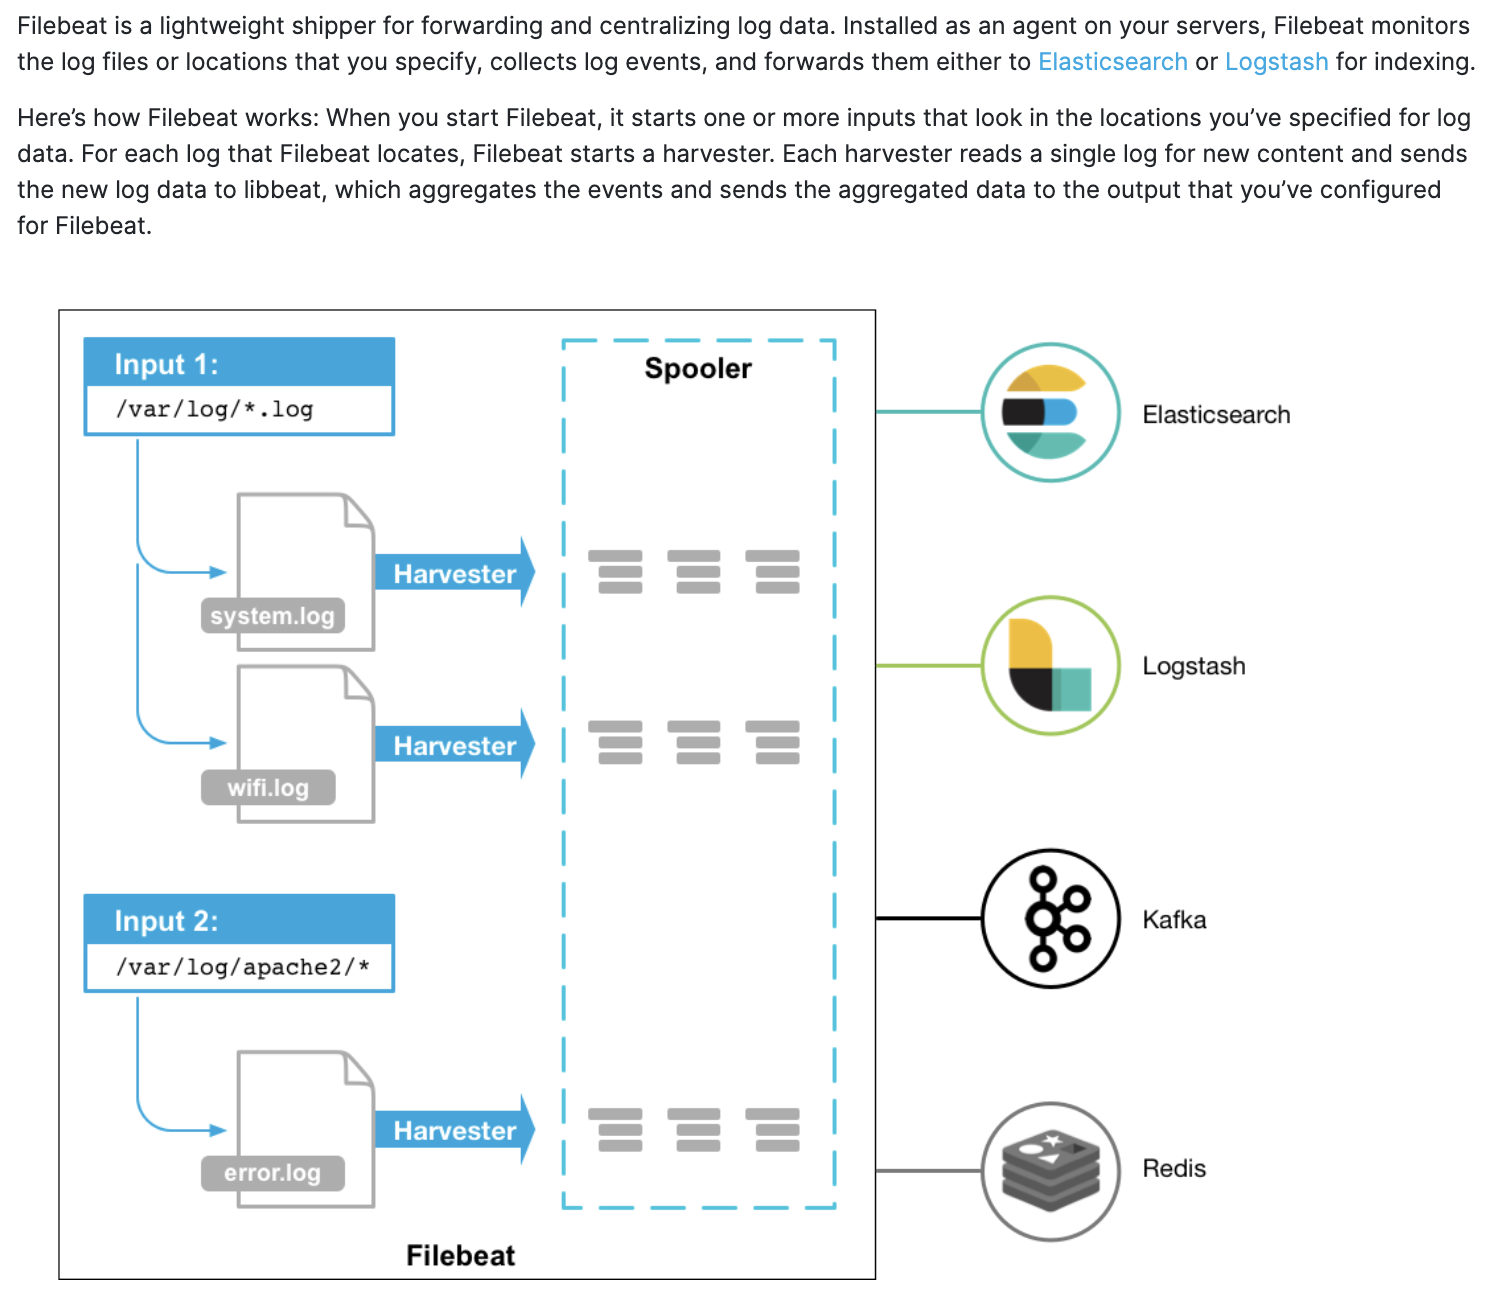 Filebeat is a lightweight shipper for forwarding and centralizing log data. Installed as an agent on your servers, Filebeat monitors
the log files or locations that you specify, collects log events, and forwards them either to Elasticsearch or Logstash for indexing.
Here’s how Filebeat works: When you start Filebeat, it starts one or more inputs that look in the locations you’ve specified for log
data. For each log that Filebeat locates, Filebeat starts a harvester. Each harvester reads a single log for new content and sends
the new log data to libbeat, which aggregates the events and sends the aggregated data to the output that you’ve configured
for Filebeat.
Input 1:
/var/log/*.log
system.log
Harvester
wifi.log
Harvester
Input 2:
/var/log/apache2/*
error.log
Harvester
Spooler
Filebeat
Elasticsearch
Logstash
Kafka
Redis